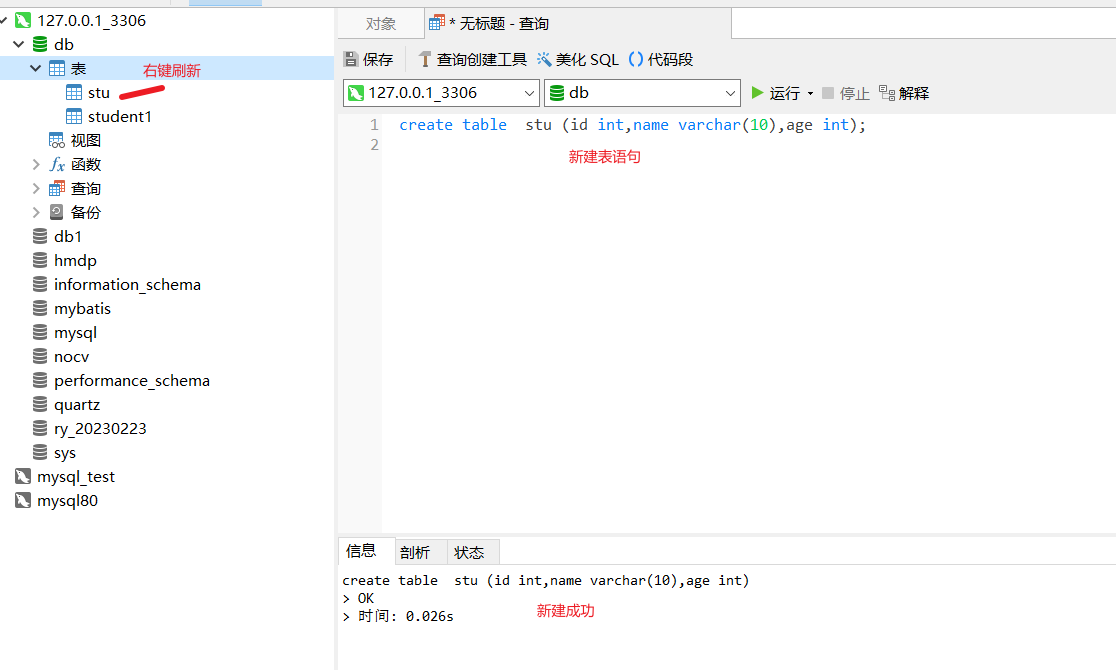 127.0.0.1_3306
db
表
右键刷新
stu
student1
视图
fx 函数
查询
备份
db1
hmdp
information_schema
mybatis
mysql
nocv
performance_schema
quartz
ry_20230223
sys
mysql_test
mysql80
对象
* 无标题 - 查询
保存
查询创建工具
美化 SQL
() 代码段
127.0.0.1_3306
db
运行
停止
解释
1 create table  stu (id int,name varchar(10),age int);
2
新建表语句
信息
剖析
状态
create table  stu (id int,name varchar(10),age int)
> OK
> 时间: 0.026s
新建成功